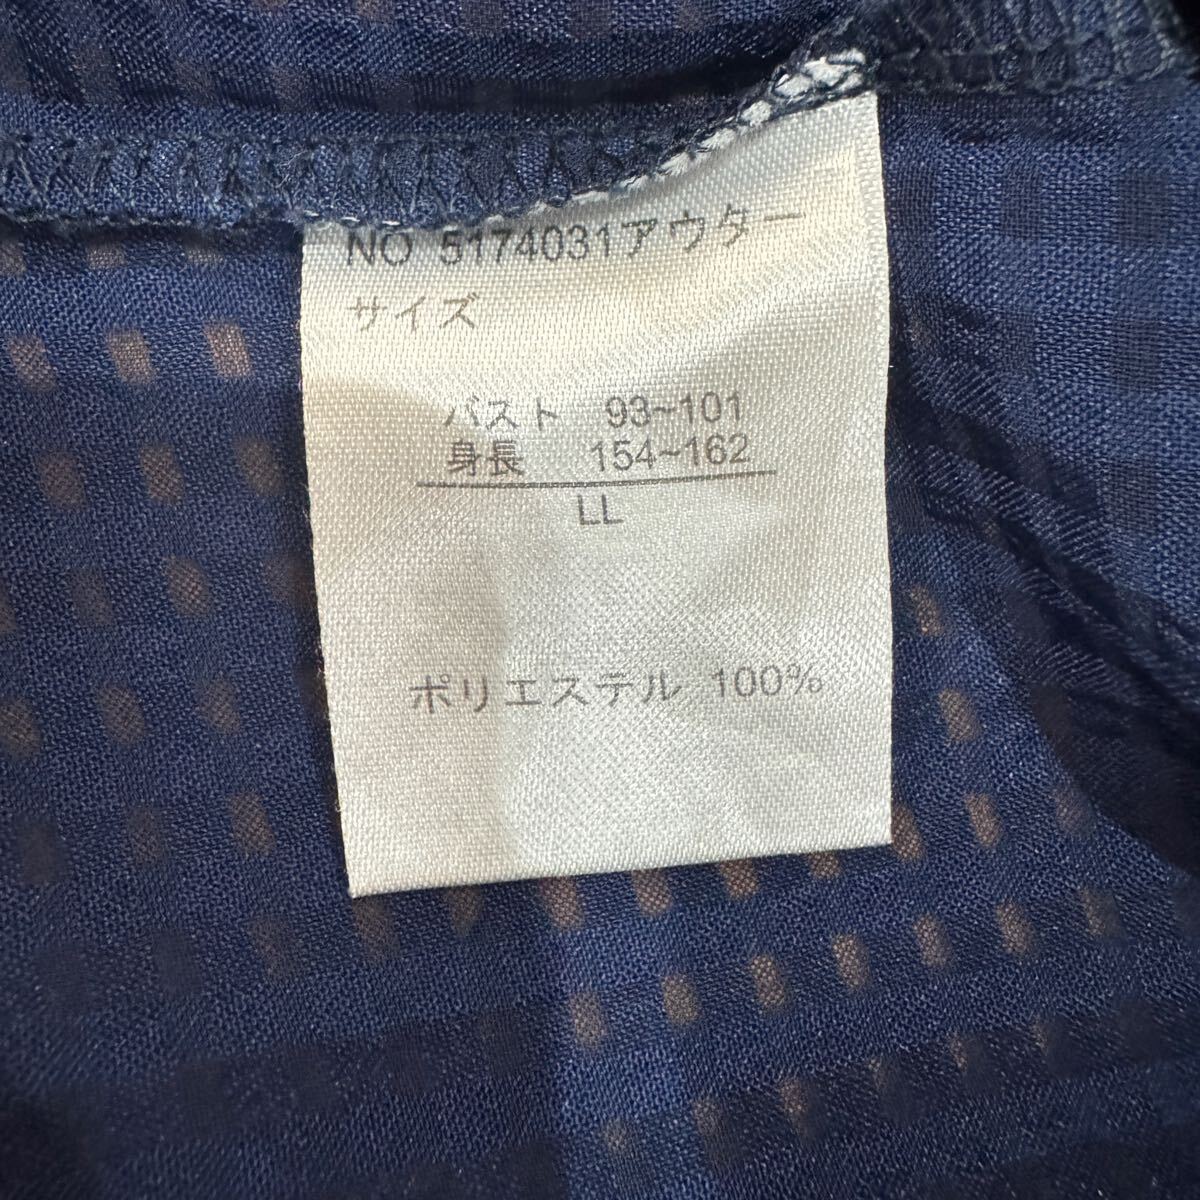 NO 5174031アウター
サイズ
バスト 93~101
身長 154~162
LL
ポリエステル 100%